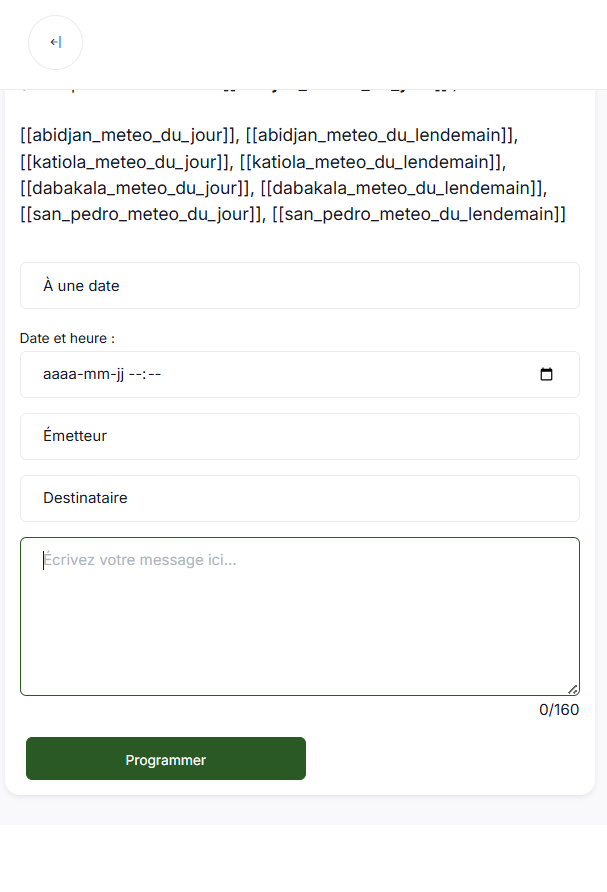 [[abidjan_meteo_du_jour]], [[abidjan_meteo_du_lendemain]],
[[katiola_meteo_du_jour]], [[katiola_meteo_du_lendemain]],
[[dabakala_meteo_du_jour]], [[dabakala_meteo_du_lendemain]],
[[san_pedro_meteo_du_jour]], [[san_pedro_meteo_du_lendemain]]
À une date
Date et heure :
aaaa-mm-jj --:--
Émetteur
Destinataire
Écrivez votre message ici...
0/160
Programmer